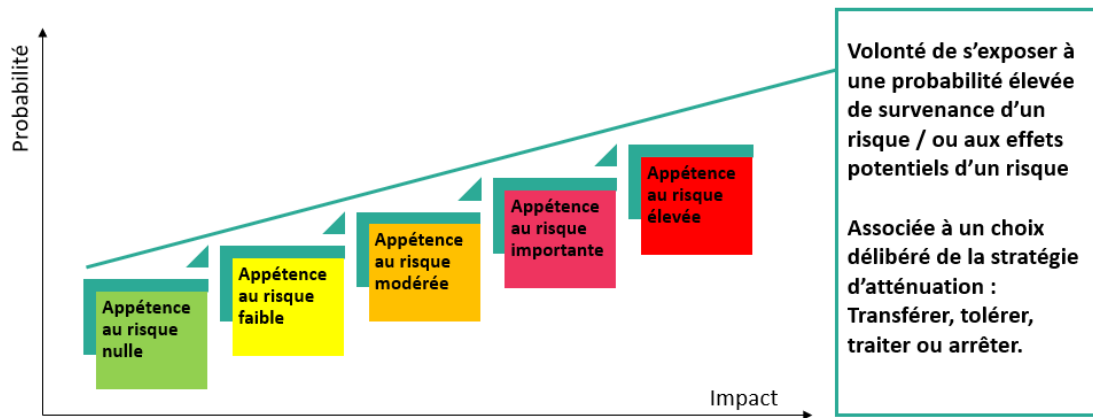 Probabilité
Appétence
au risque
nulle
Appétence
au risque
faible
Appétence
au risque
modérée
Appétence
au risque
importante
Appétence
au risque
élevée
Impact
Volonté de s’exposer à
une probabilité élevée
de survenance d’un
risque / ou aux effets
potentiels d’un risque
Associée à un choix
délibéré de la stratégie
d’atténuation :
Transférer, tolérer,
traiter ou arrêter.